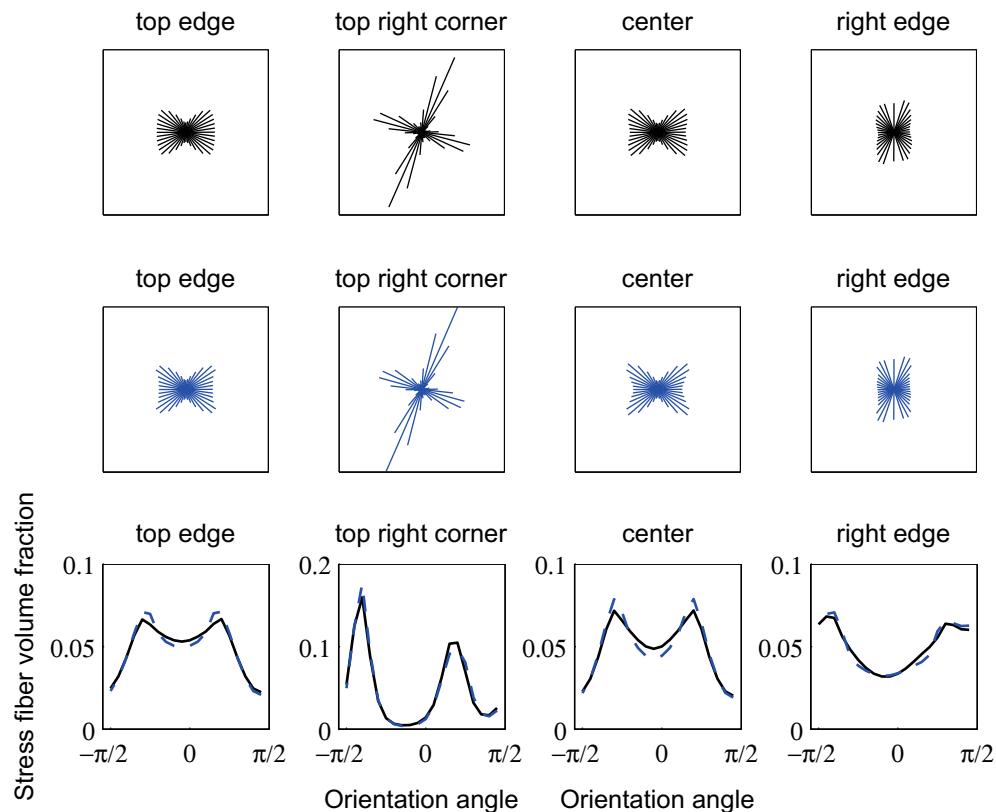 top edge
top right corner
center
right edge
top edge
top right corner
center
right edge
Stress fiber volume fraction
top edge
top right corner
center
right edge
0.1
0.05
0
−π/2
0
π/2
0.2
0.1
0
−π/2
0
π/2
0.1
0.05
0
−π/2
0
π/2
0.1
0.05
0
−π/2
0
π/2
Orientation angle
Orientation angle